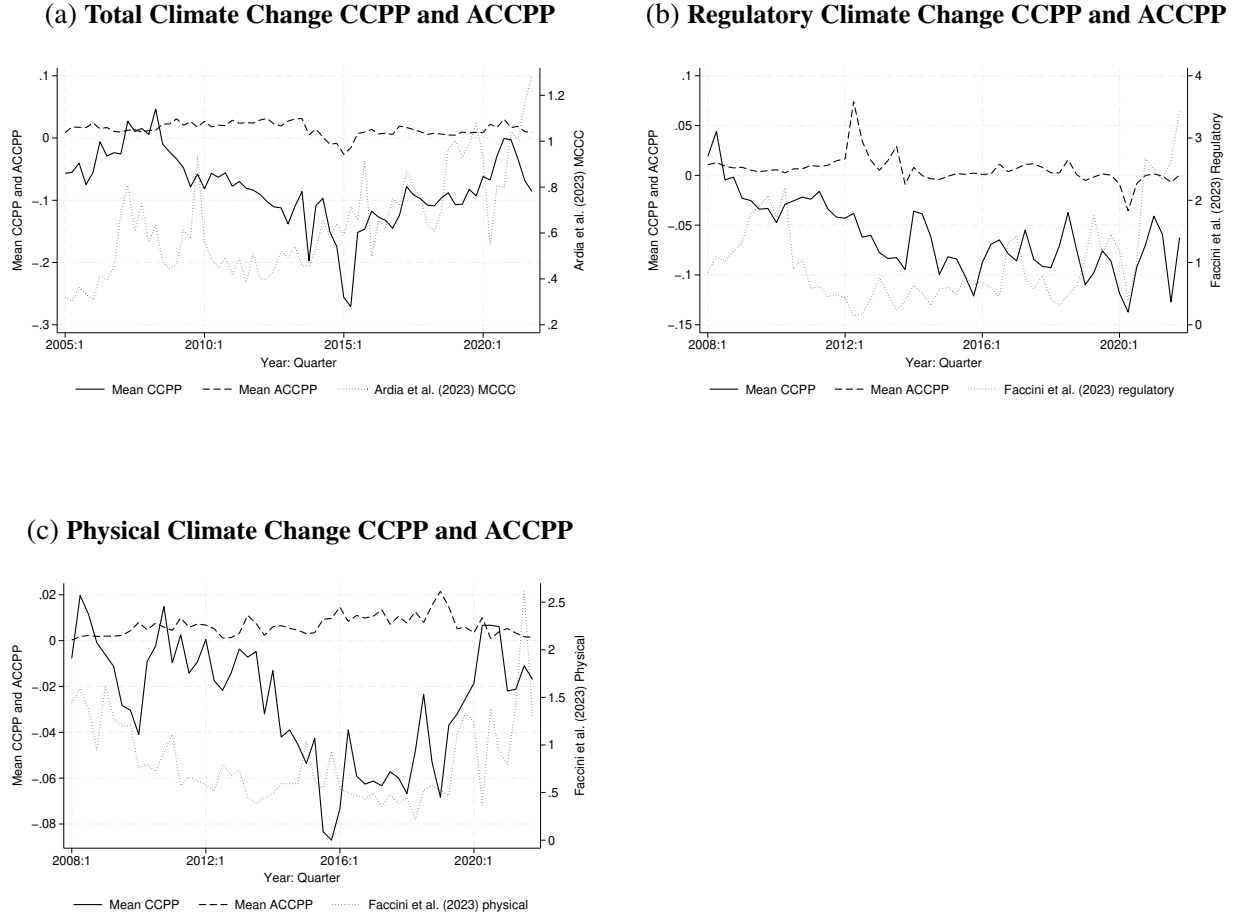 (a) Total Climate Change CCPP and ACCPP
.1
0
−.1
−.2
−.3
Mean CCPP and ACCPP
1.2
1
.8
.6
.4
.2
Ardia et al. (2023) MCCC
2005:1 2010:1 2015:1 2020:1
Year: Quarter
Mean CCPP Mean ACCPP Ardia et al. (2023) MCCC
(b) Regulatory Climate Change CCPP and ACCPP
.1
.05
0
−.05
−.1
−.15
Mean CCPP and ACCPP
4
3
2
1
0
Faccini et al. (2023) Regulatory
2008:1 2012:1 2016:1 2020:1
Year: Quarter
Mean CCPP Mean ACCPP Faccini et al. (2023) regulatory
(c) Physical Climate Change CCPP and ACCPP
.02
0
−.02
−.04
−.06
−.08
Mean CCPP and ACCPP
2.5
2
1.5
1
.5
0
Faccini et al. (2023) Physical
2008:1 2012:1 2016:1 2020:1
Year: Quarter
Mean CCPP Mean ACCPP Faccini et al. (2023) physical